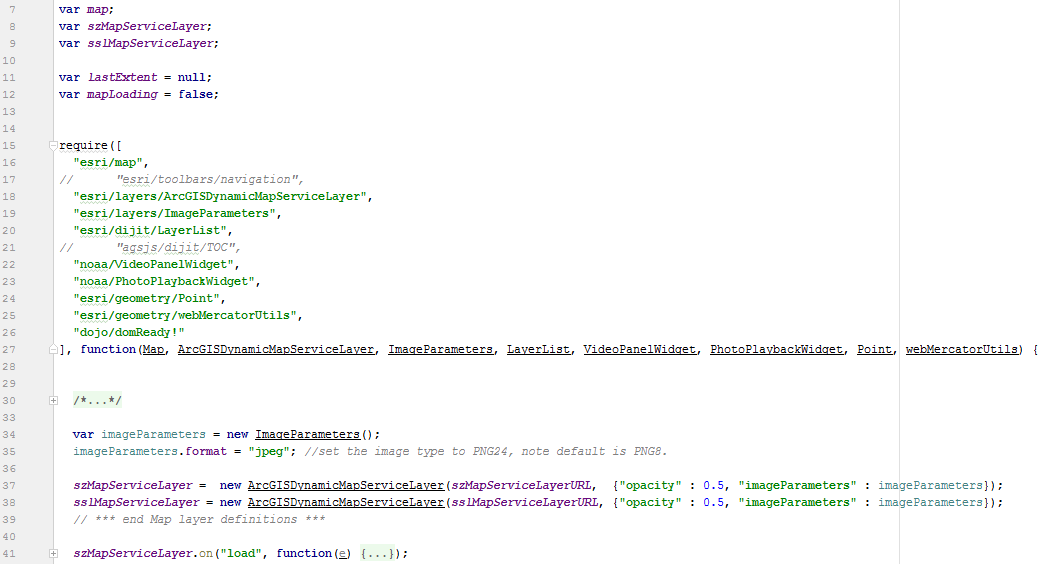 7 var map;
8 var szMapServiceLayer;
9 var sslMapServiceLayer;
10
11 var lastExtent = null;
12 var mapLoading = false;
13
14
15 require([
16 "esri/map",
17 // "esri/toolbars/navigation",
18 "esri/layers/ArcGISDynamicMapServiceLayer",
19 "esri/layers/ImageParameters",
20 "esri/dijit/LayerList",
21 // "agsjs/dijit/TOC",
22 "noaa/VideoPanelWidget",
23 "noaa/PhotoPlaybackWidget",
24 "esri/geometry/Point",
25 "esri/geometry/webMercatorUtils",
26 "dojo/domReady!"
27 ], function(Map, ArcGISDynamicMapServiceLayer, ImageParameters, LayerList, VideoPanelWidget, PhotoPlaybackWidget, Point, webMercatorUtils) {
28
29
30 /*...*/
33
34 var imageParameters = new ImageParameters();
35 imageParameters.format = "jpeg"; //set the image type to PNG24, note default is PNG8.
36
37 szMapServiceLayer = new ArcGISDynamicMapServiceLayer(szMapServiceLayerURL, {"opacity" : 0.5, "imageParameters" : imageParameters});
38 sslMapServiceLayer = new ArcGISDynamicMapServiceLayer(sslMapServiceLayerURL, {"opacity" : 0.5, "imageParameters" : imageParameters});
39 // *** end Map layer definitions ***
40
41 szMapServiceLayer.on("load", function(e) {...});